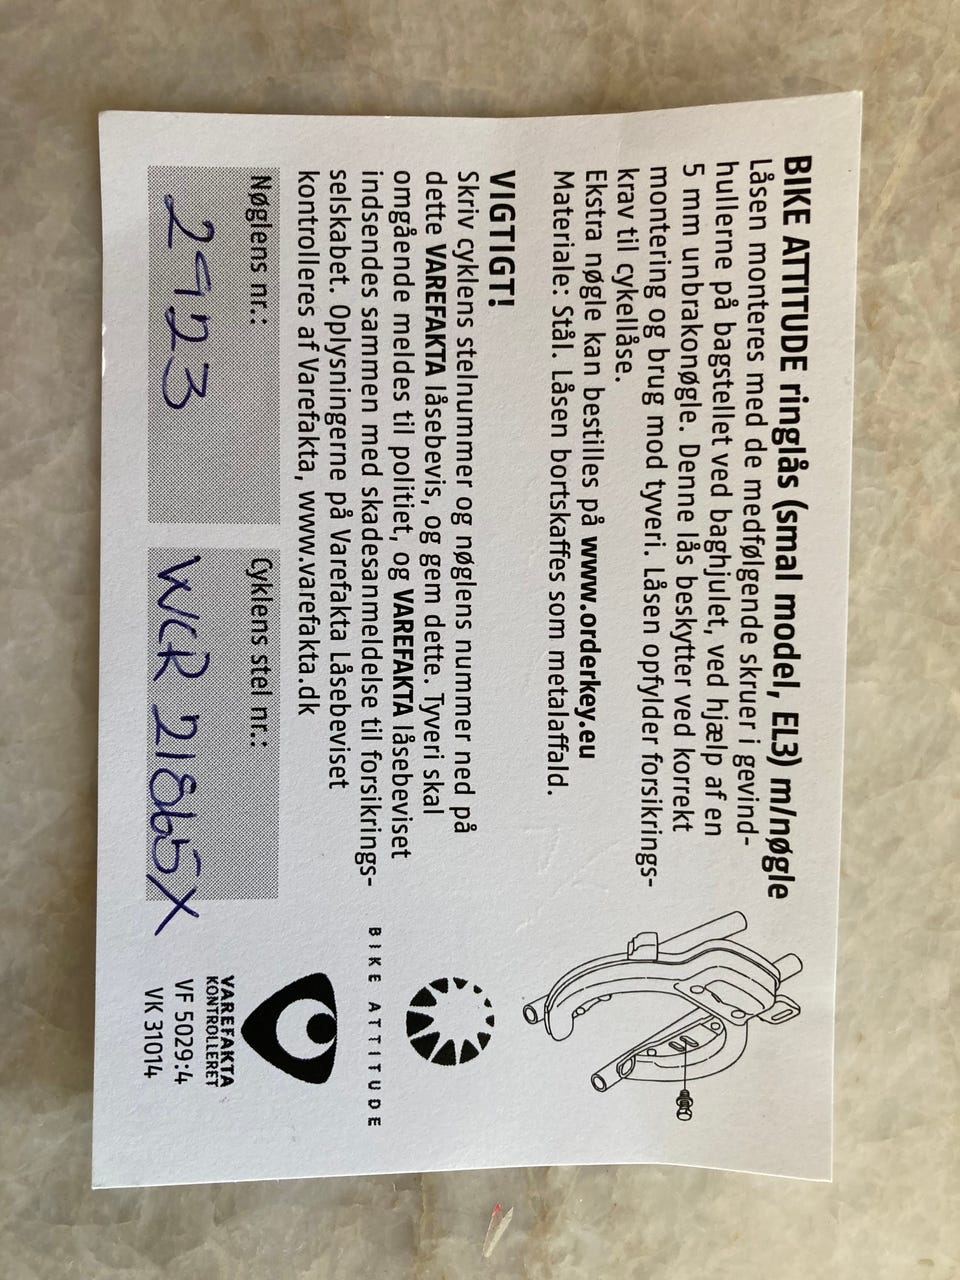 BIKE ATTITUDE ringlås (smal model, EL3) m/nøgle
Låsen monteres med de medfølgende skruer i gevind-
hullerne på bagstellet ved baghjulet, ved hjælp af en
5 mm unbrakonøgle. Denne lås beskytter ved korrekt
montering og brug mod tyveri. Låsen opfylder forsikrings-
krav til cykellåse.
Ekstra nøgle kan bestilles på www.orderkey.eu
Materiale: Stål. Låsen bortskaffes som metalaffald.
VIGTIGT!
Skriv cyklens stelnummer og nøglens nummer ned på
dette VAREFAKTA låsebevis, og gem dette. Tyveri skal
omgående meldes til politiet, og VAREFAKTA låsebeviset
indsendes sammen med skadesanmeldelse til forsikrings-
selskabet. Oplysningerne på Varefakta Låsebeviset
kontrolleres af Varefakta, www.varefakta.dk
Nøglens nr.:
2923
Cyklens stel nr.:
WCR 21865X
BIKE ATTITUDE
VAREFAKTA
KONTROLLERET
VF 5029:4
VK 31014